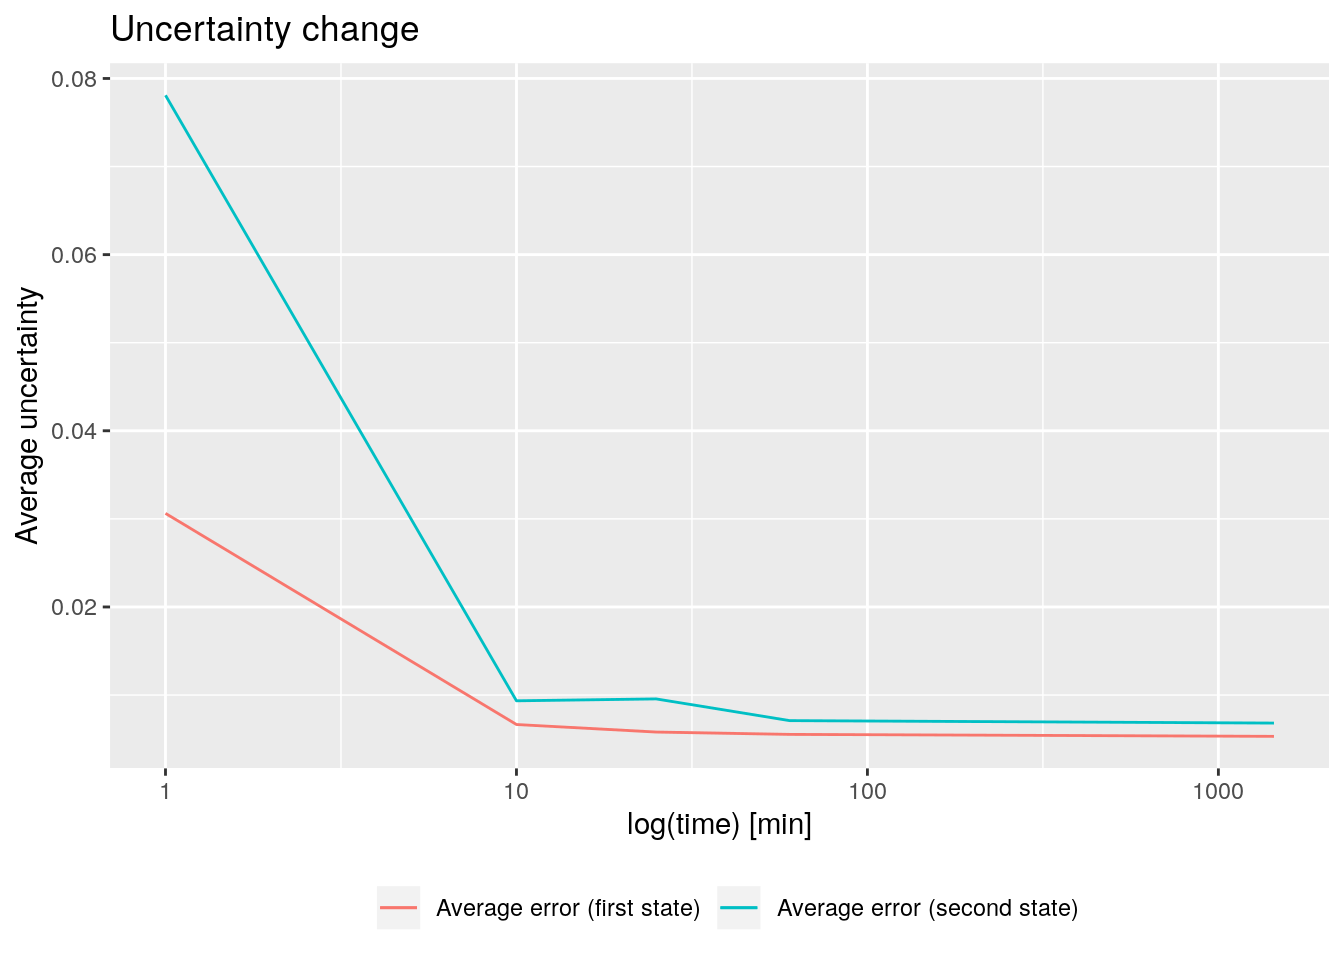 Uncertainty change
0.08
0.06
0.04
0.02
Average uncertainty
1 10 100 1000
log(time) [min]
Average error (first state) Average error (second state)